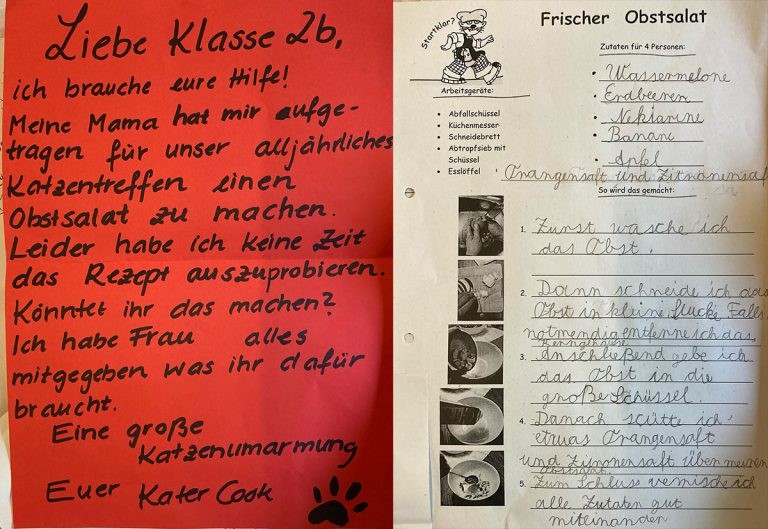 Liebe Klasse 2b,
ich brauche eure Hilfe!
Meine Mama hat mir aufge-
tragen für unser alljährliches
Katzentreffen einen
Obstsalat zu machen.
Leider habe ich keine Zeit
das Rezept auszuprobieren.
Könntet ihr das machen?
Ich habe Frau alles
mitgegeben was ihr dafür
braucht.
Eine große
Katzenumarmung
Euer Kater Cook
Frischer Obstsalat
Startklar?
Arbeitsgeräte:
• Abfallschüssel
• Küchenmesser
• Schneidebrett
• Abtropfsieb mit
Schüssel
• Esslöffel
Zutaten für 4 Personen:
• Wassermelone
• Erdbeeren
• Nektarine
• Banane
• Apfel
• Orangensaft und Zitronensaf
So wird das gemacht:
1. Zunst wasche ich
das Obst.
2. Dann schneide ich das
Obst in kleine stücke Falls
notwendig entferne ich das
Kerngehäuse
3. Anschließend gebe ich
das Obst in die
große Schüssel.
4. Danach scütte ich
etwas Orangensaft
und Zitronensaft über meinen
Obstsalat.
5. Zum Schluss vermische ich
alle Zutaten gut
miteinander